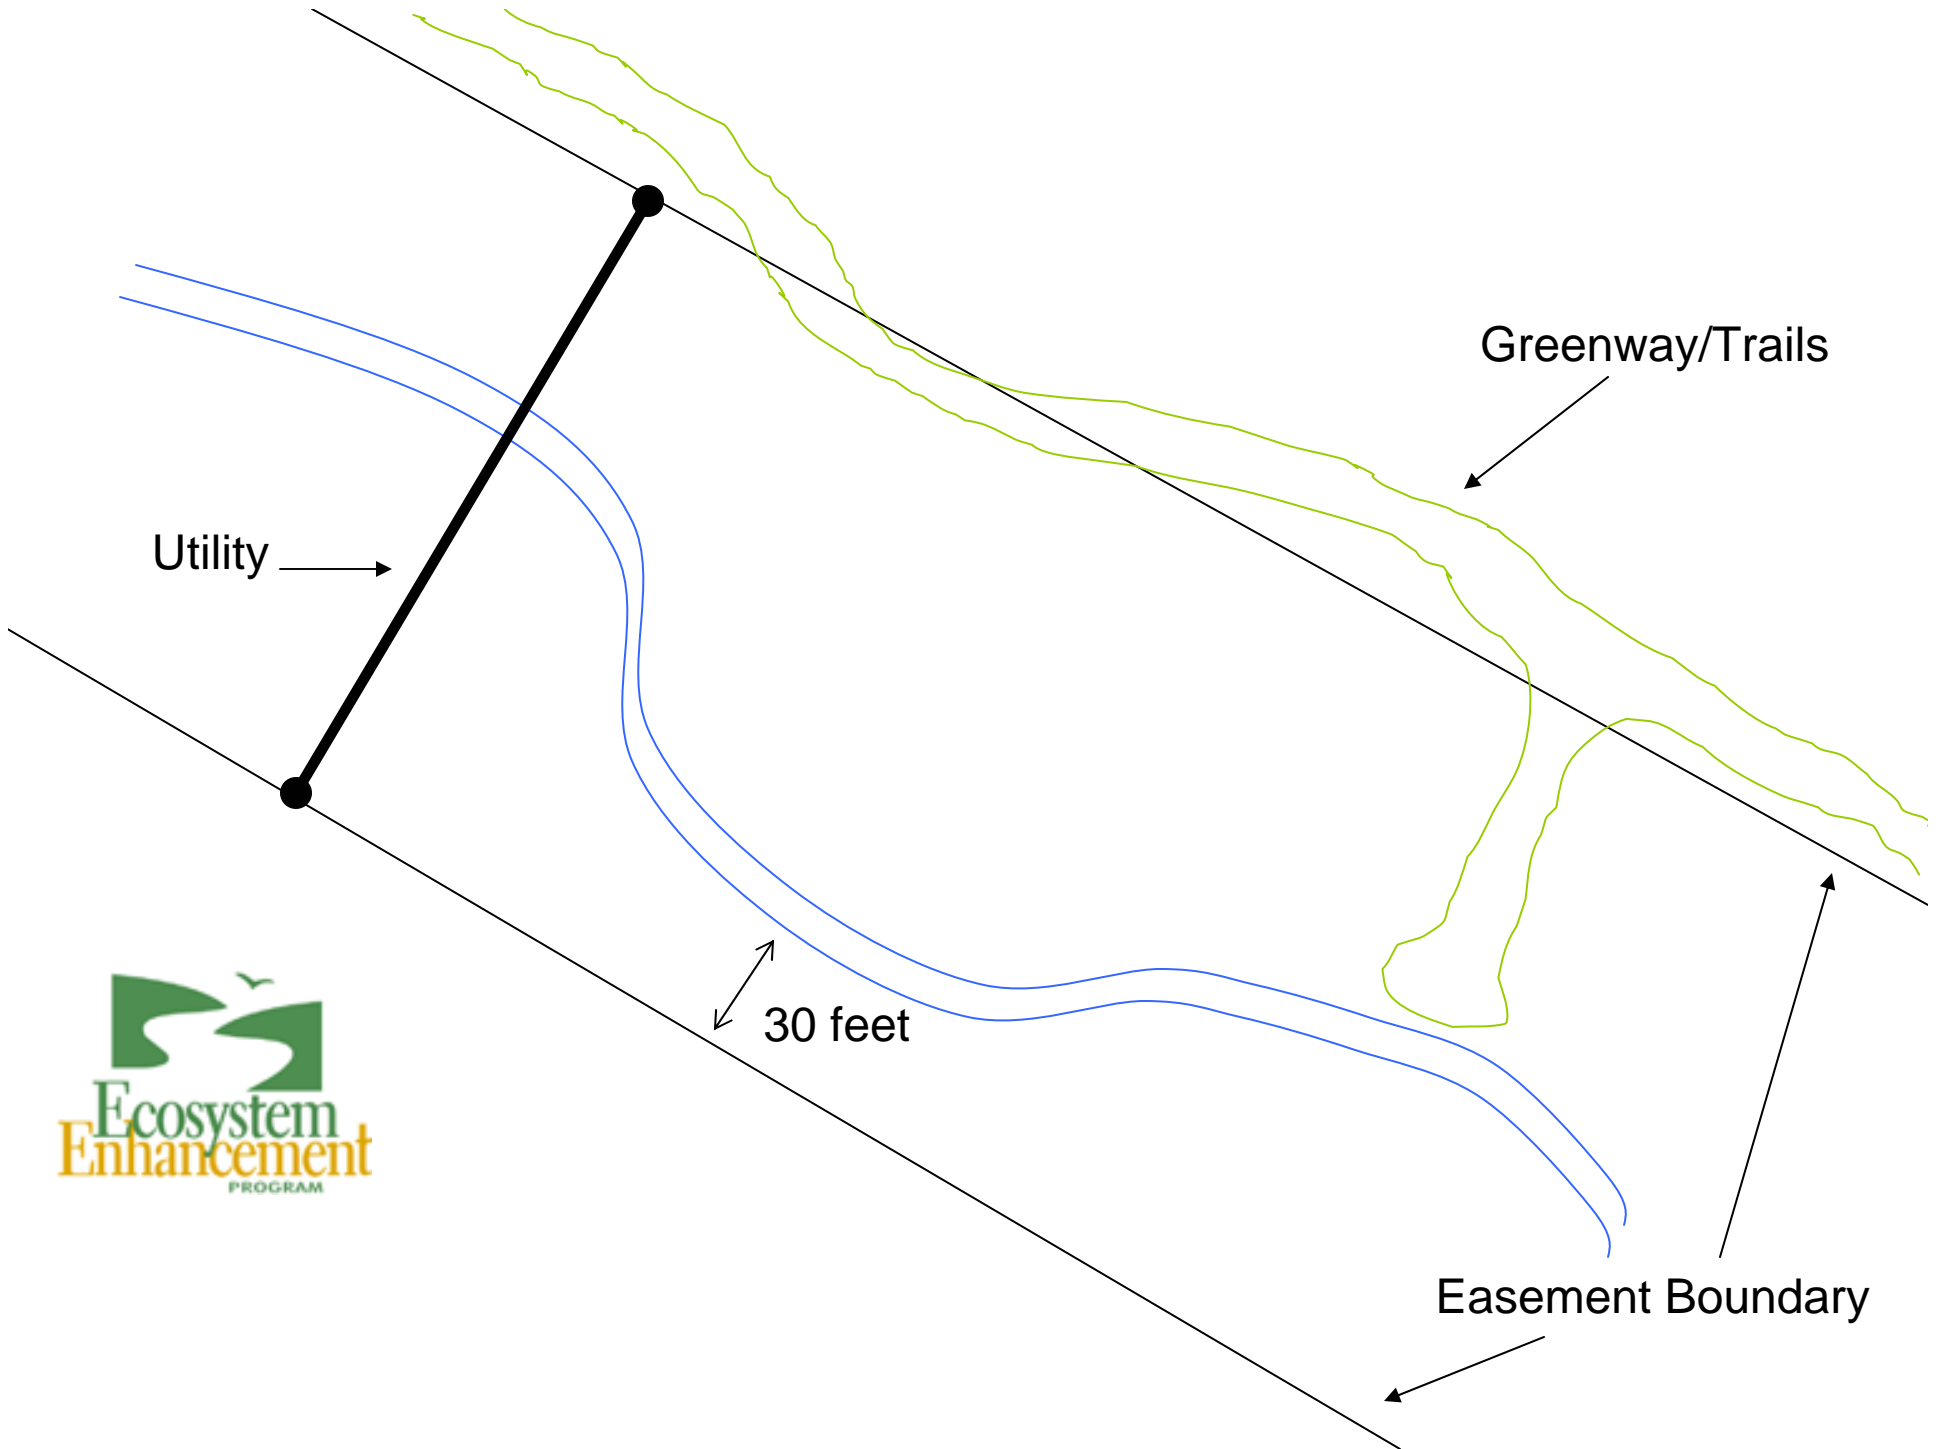 Greenway/Trails
Utility
30 feet
Ecosystem
Enhancement
PROGRAM
Easement Boundary